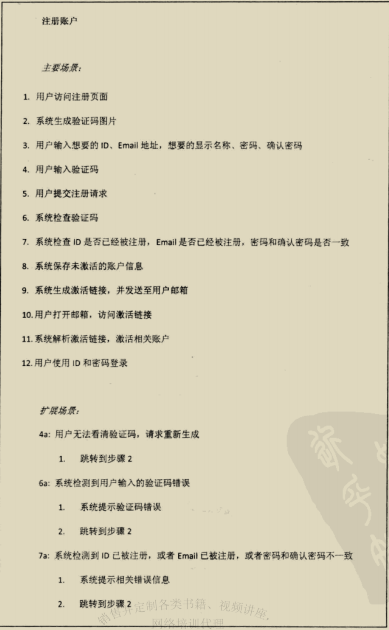 注册账户
主要场景：
1. 用户访问注册页面
2. 系统生成验证码图片
3. 用户输入想要的 ID、Email 地址，想要的显示名称、密码、确认密码
4. 用户输入验证码
5. 用户提交注册请求
6. 系统检查验证码
7. 系统检查 ID 是否已经被注册，Email 是否已经被注册，密码和确认密码是否一致
8. 系统保存未激活的账户信息
9. 系统生成激活链接，并发送至用户邮箱
10. 用户打开邮箱，访问激活链接
11. 系统解析激活链接，激活相关账户
12. 用户使用 ID 和密码登录
扩展场景：
4a: 用户无法看清验证码，请求重新生成
1. 跳转到步骤 2
6a: 系统检测到用户输入的验证码错误
1. 系统提示验证码错误
2. 跳转到步骤 2
7a: 系统检测到 ID 已被注册，或者 Email 已被注册，或者密码和确认密码不一致
1. 系统提示相关错误信息
2. 跳转到步骤 2
定制各类书籍、视频讲座，
网络培训代理